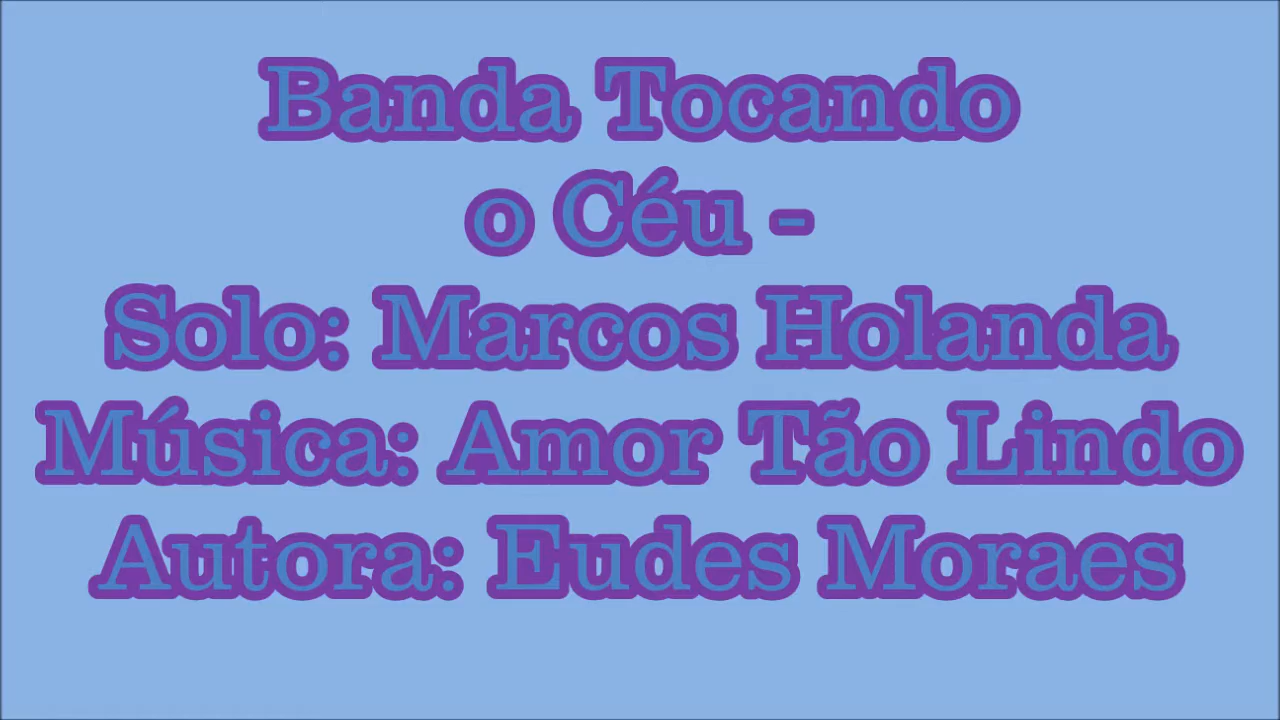 Banda Tocando
o Céu -
Solo: Marcos Holanda
Música: Amor Tão Lindo
Autora: Eudes Moraes